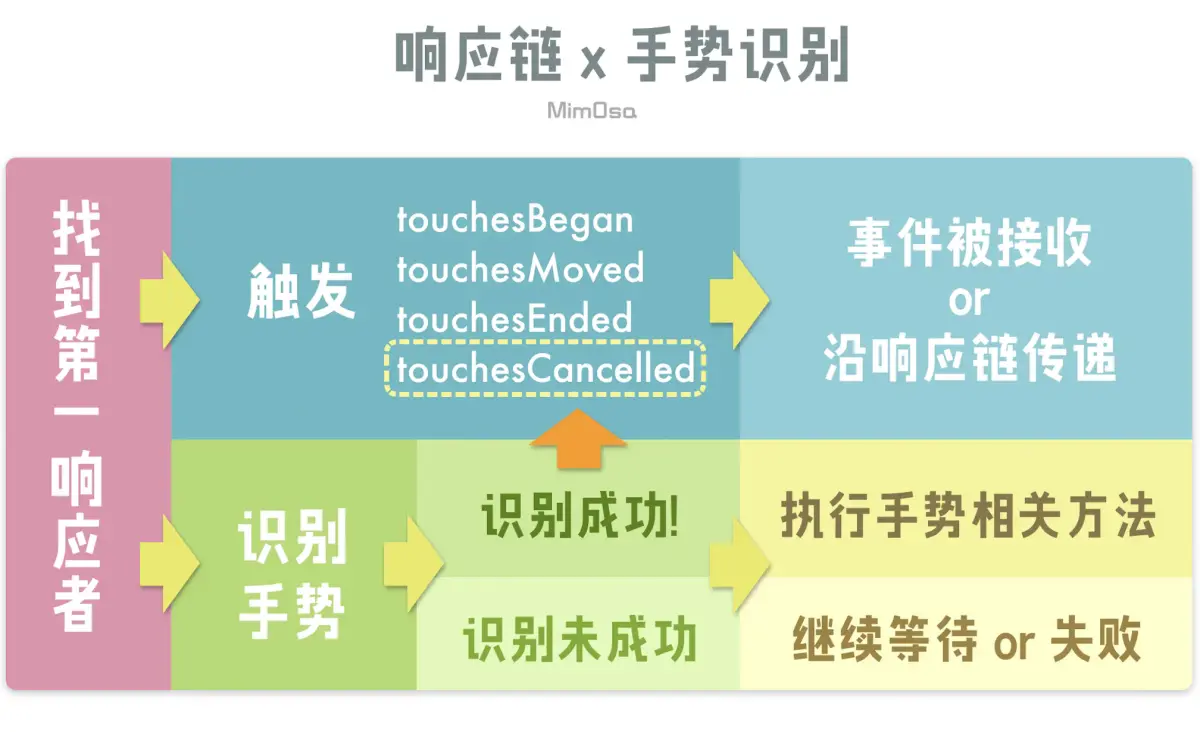 响应链 x 手势识别
MimOsa
找到第一响应者
触发
touchesBegan
touchesMoved
touchesEnded
touchesCancelled
事件被接收
or
沿响应链传递
识别
手势
识别成功!
执行手势相关方法
识别未成功
继续等待 or 失败